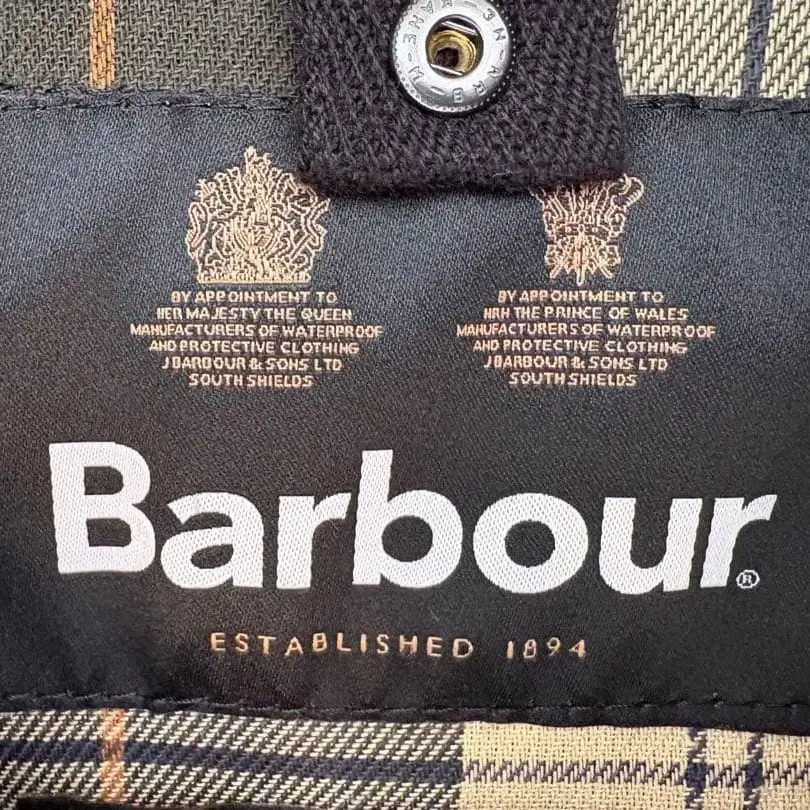 BY APPOINTMENT TO
HER MAJESTY THE QUEEN
MANUFACTURERS OF WATERPROOF
AND PROTECTIVE CLOTHING
J BARBOUR & SONS LTD
SOUTH SHIELDS
BY APPOINTMENT TO
HRH THE PRINCE OF WALES
MANUFACTURERS OF WATERPROOF
AND PROTECTIVE CLOTHING
J BARBOUR & SONS LTD
SOUTH SHIELDS
Barbour®
ESTABLISHED 1894